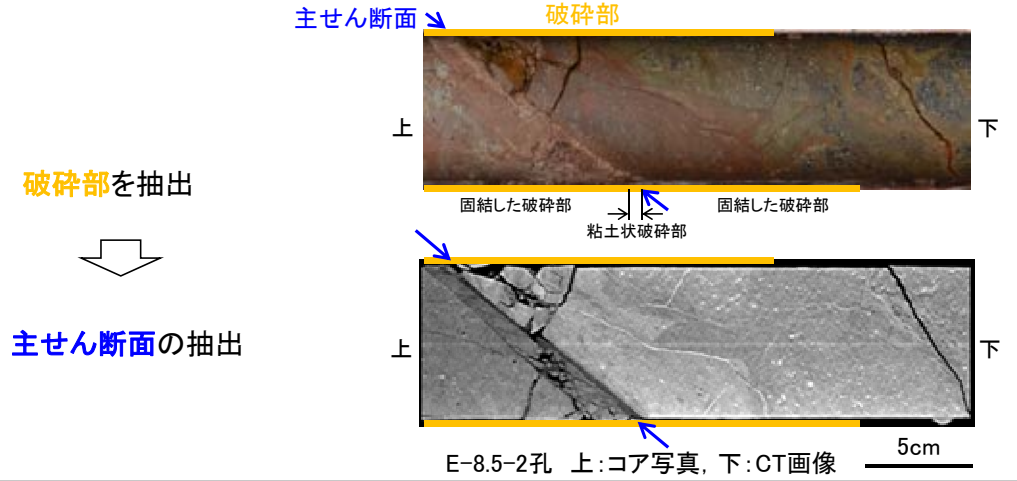 主せん断面
破砕部
上
下
破砕部を抽出
固結した破砕部
固結した破砕部
粘土状破砕部
主せん断面の抽出
上
下
E-8.5-2孔 上:コア写真, 下:CT画像
5cm